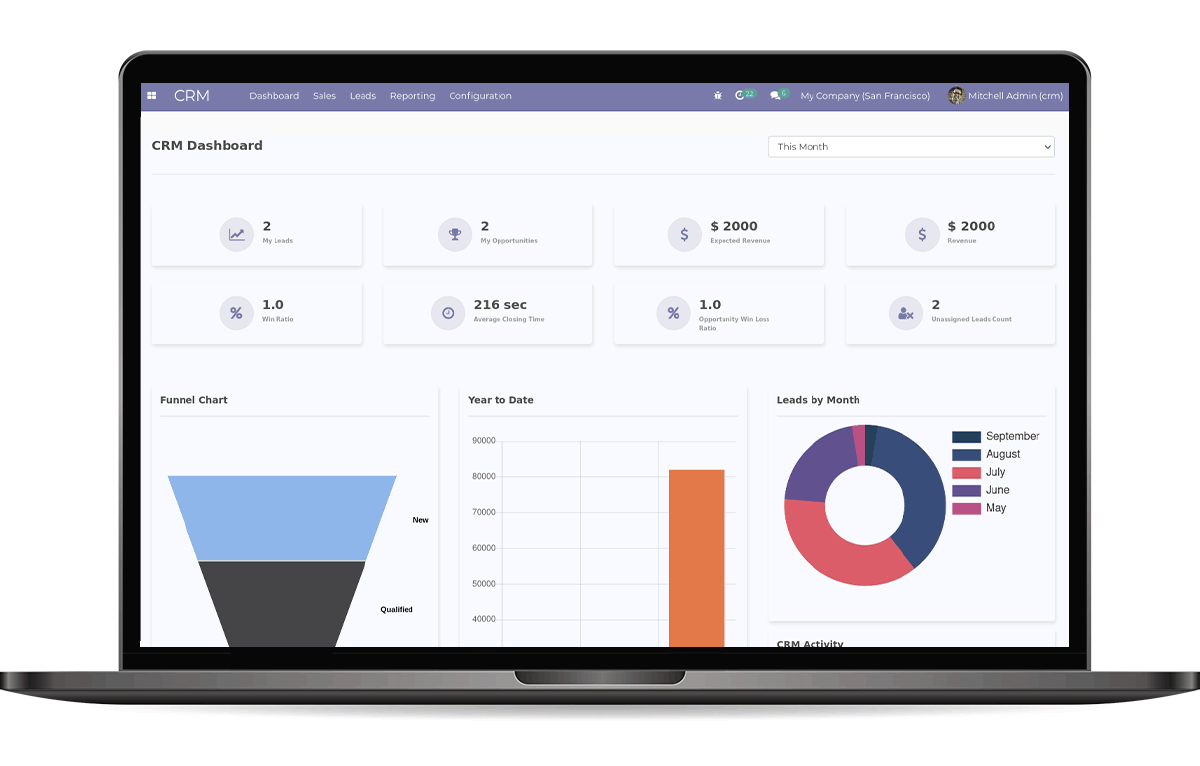 CRM Dashboard Sales Leads Reporting Configuration 22 6 My Company (San Francisco) Mitchell Admin (crm)
CRM Dashboard
This Month
2
My Leads
2
My Opportunities
$ 2000
Expected Revenue
$ 2000
Revenue
1.0
Win Ratio
216 sec
Average Closing Time
1.0
Opportunity Win Loss
Ratio
2
Unassigned Leads Count
Funnel Chart
New
Qualified
Year to Date
90000
80000
70000
60000
50000
40000
Leads by Month
September
August
July
June
May
CRM Activity